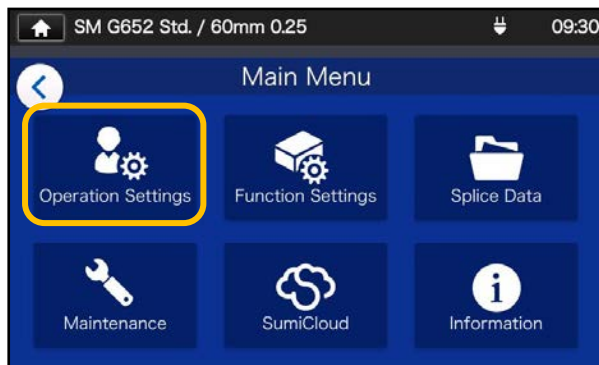 SM G652 Std. / 60mm 0.25 09:30
Main Menu
Operation Settings Function Settings Splice Data
Maintenance SumiCloud Information